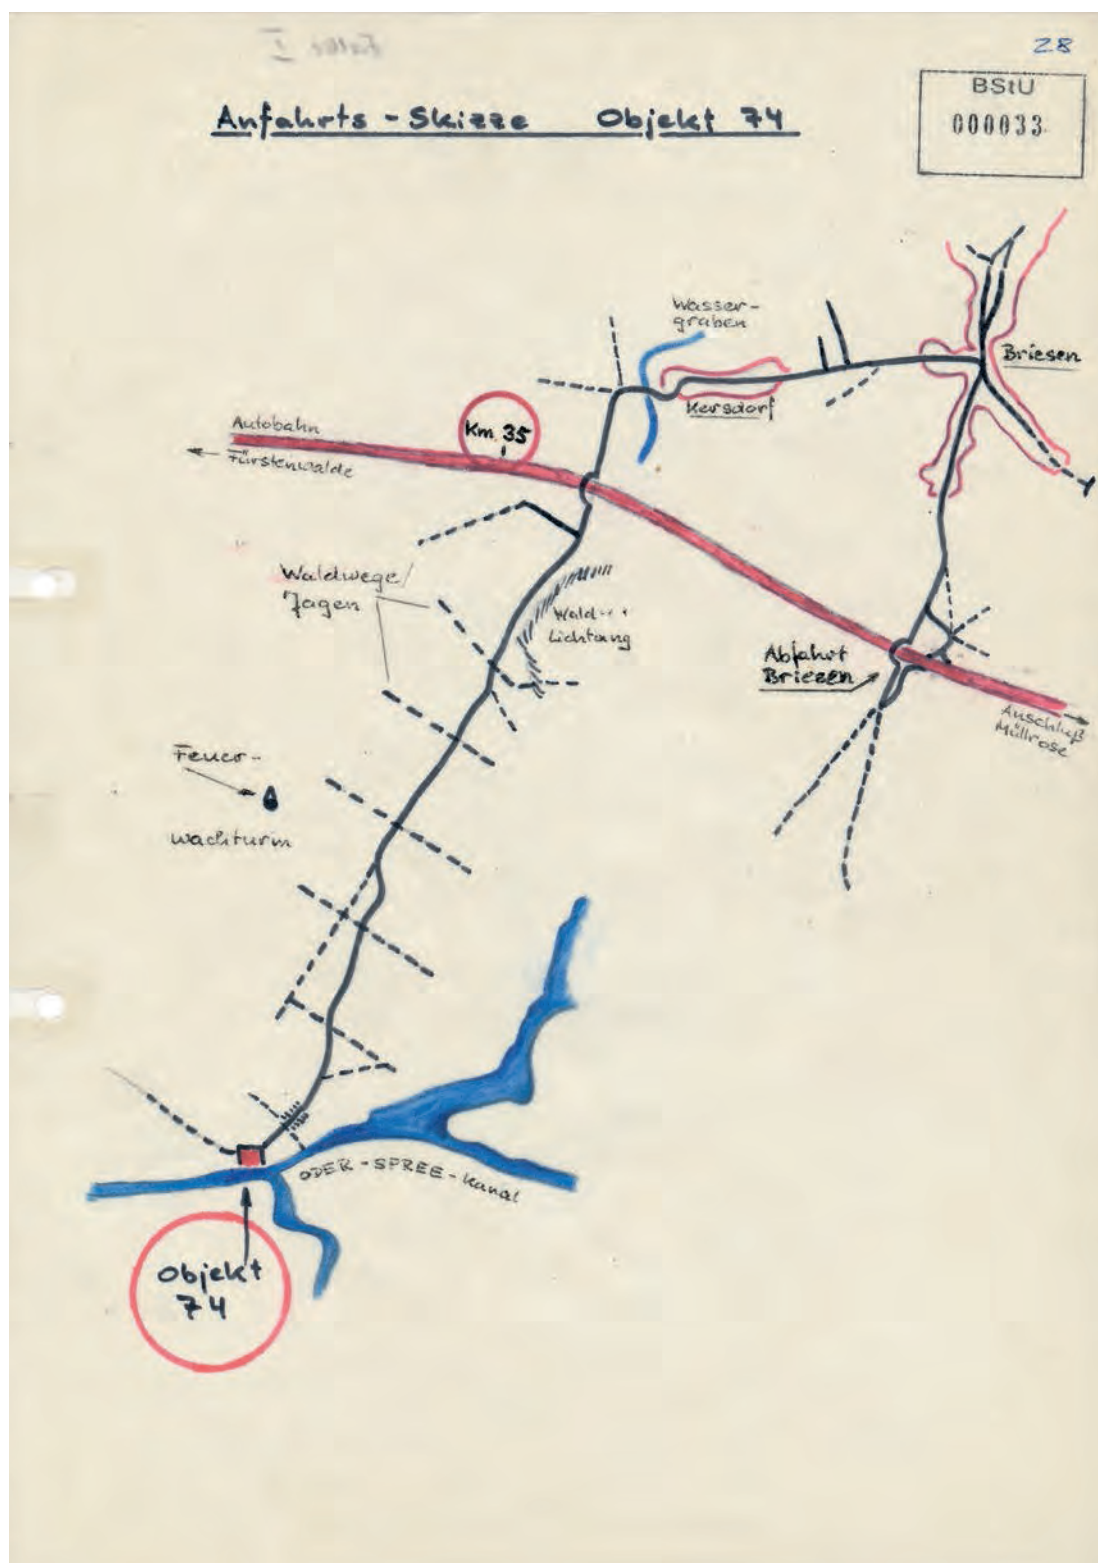 28
BStU
000033
Anfahrts-Skizze Objekt 74
Wasser-
graben
Briesen
Kersdorf
Km 35
Autobahn
Fürstenwalde
Waldwege/
Jagen
Wald-
Lichtung
Abfahrt
Briesen
Anschluß
Müllrose
Feuer-
wachturm
ODER-SPREE-Kanal
Objekt
74